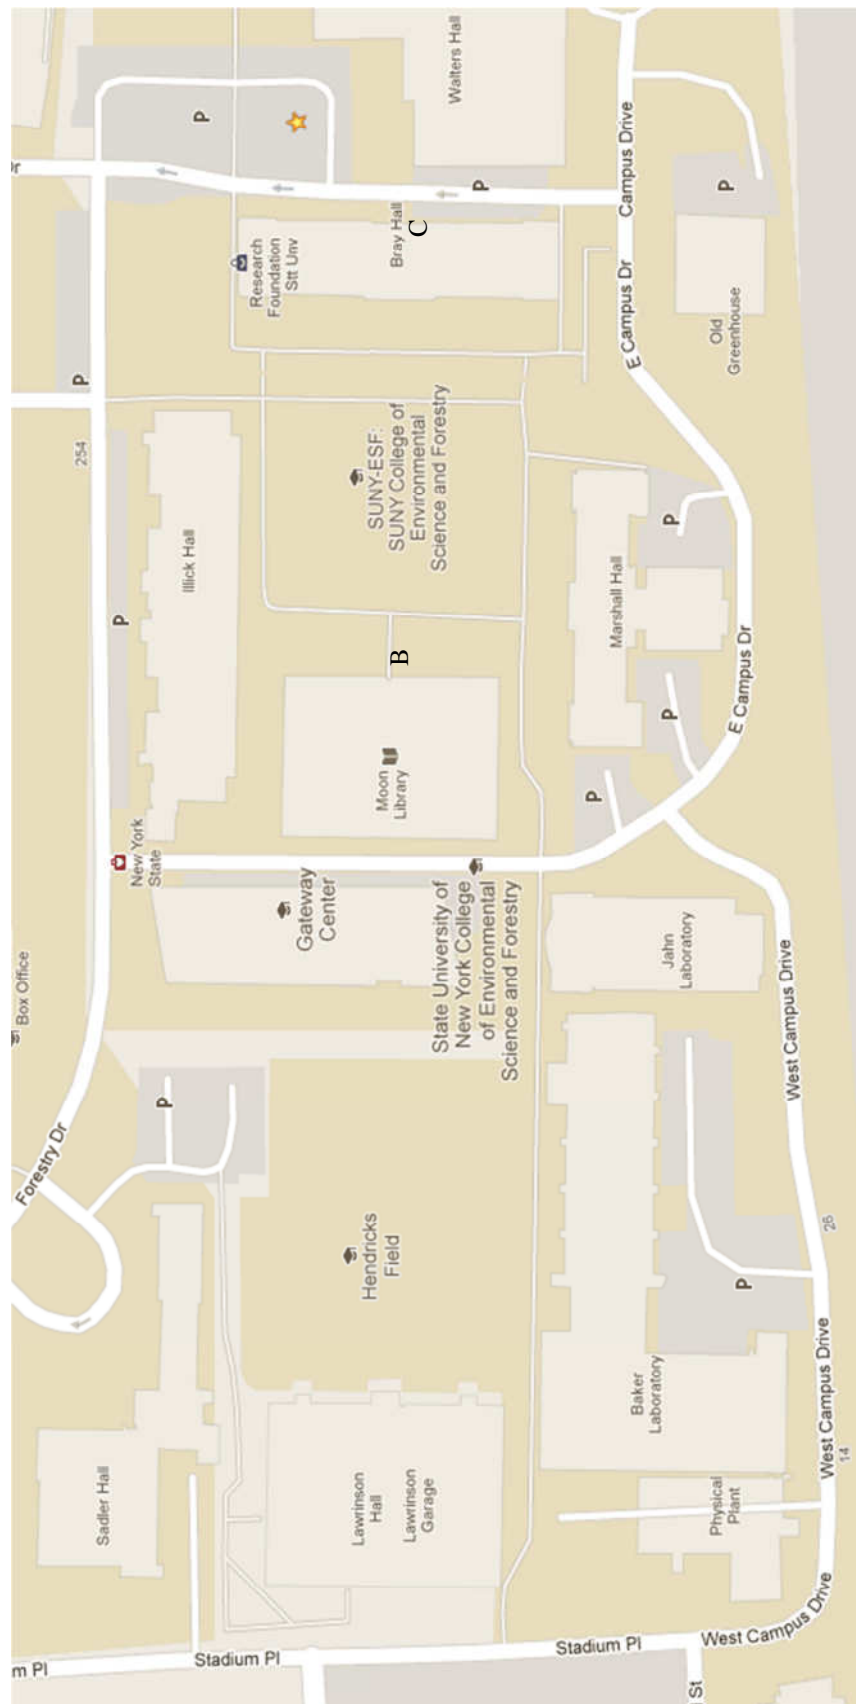 Walters Hall
Campus Drive
P
P
P
Dr
Bray Hall
C
Research
Foundation
Stt Unv
E Campus Dr
Old
Greenhouse
P
254
SUNY-ESF:
SUNY College of
Environmental
Science and Forestry
Illick Hall
P
P
Marshall Hall
B
P
E Campus Dr
P
Moon
Library
New York
State
Gateway
Center
State University of
New York College
of Environmental
Science and Forestry
Jahn
Laboratory
West Campus Drive
Box Office
P
Forestry Dr
Hendricks
Field
26
P
West Campus Drive
Baker
Laboratory
14
Sadler Hall
Lawrinson
Hall
Lawrinson
Garage
Physical
Plant
West Campus Drive
Stadium Pl
Stadium Pl
m Pl
St